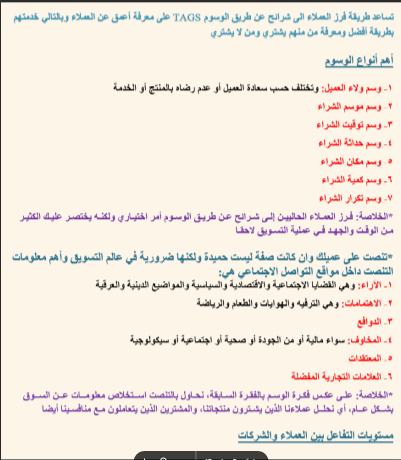 تساعد طريقة فرز العملاء الى شرائح عن طريق الوسوم TAGS على معرفة أعمق عن العملاء وبالتالي خدمتهم
بطريقة أفضل ومعرفة من منهم يشتري ومن لا يشتري
أهم أنواع الوسوم
١- وسم ولاء العميل: وتختلف حسب سعادة العميل أو عدم رضاه بالمنتج أو الخدمة
٢- وسم موسم الشراء
٣- وسم توقيت الشراء
٤- وسم حداثة الشراء
٥- وسم مكان الشراء
٦- وسم كمية الشراء
٧- وسم تكرار الشراء
*الخلاصة: فرز العملاء الحاليين إلى شرائح عن طريق الوسوم أمر اختياري ولكنه يختصر عليك الكثير
من الوقت والجهد في عملية التسويق لاحقا
*تنصت على عميلك وان كانت صفة ليست حميدة ولكنها ضرورية في عالم التسويق وأهم معلومات
التنصت داخل مواقع التواصل الاجتماعي هي:
١- الاراء: وهي القضايا الاجتماعية والاقتصادية والسياسية والمواضيع الدينية والعرقية
٢- الاهتمامات: وهي الترفيه والهوايات والطعام والرياضة
٣- الدوافع
٤- المخاوف: سواء مالية أو من الجودة أو صحية أو اجتماعية أو سيكولوجية
٥- المعتقدات
٦- العلامات التجارية المفضلة
*الخلاصة: على عكس فكرة الوسم بالفقرة السابقة، نحاول بالتنصت استخلاص معلومات عن السوق
بشكل عام، أي نحلل عملاءنا الذين يشترون منتجاتنا، والمشترين الذين يتعاملون مع منافسينا أيضا
مستويات التفاعل بين العملاء والشركات